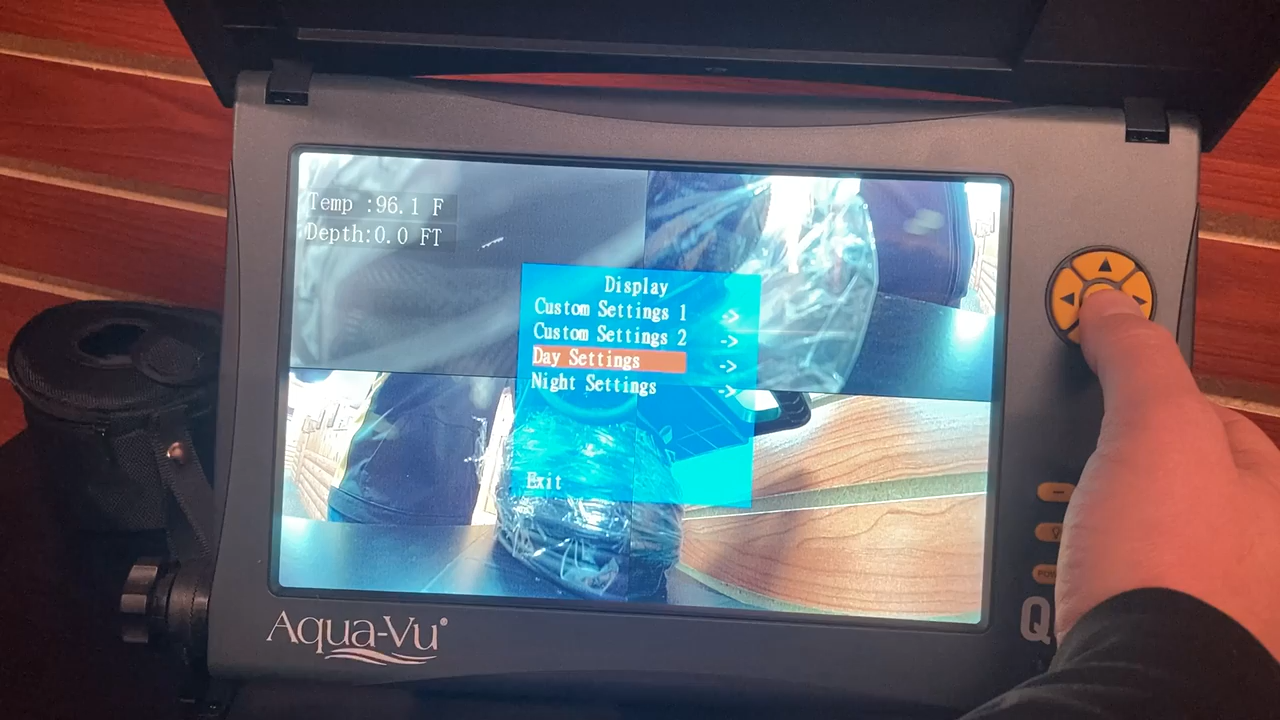 Temp :96.1 F
Depth:0.0 FT
Display
Custom Settings 1 ->
Custom Settings 2 ->
Day Settings ->
Night Settings ->
Exit
Aqua-Vu®